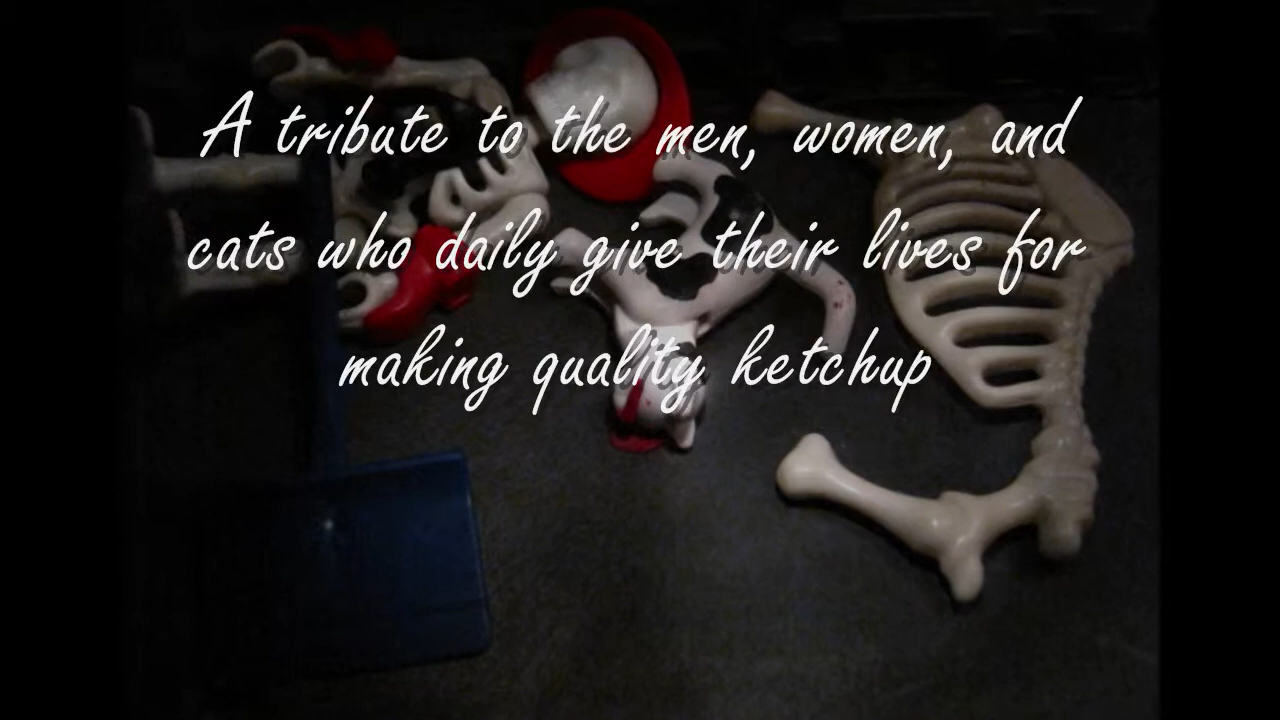 A tribute to the men, women, and
cats who daily give their lives for
making quality ketchup